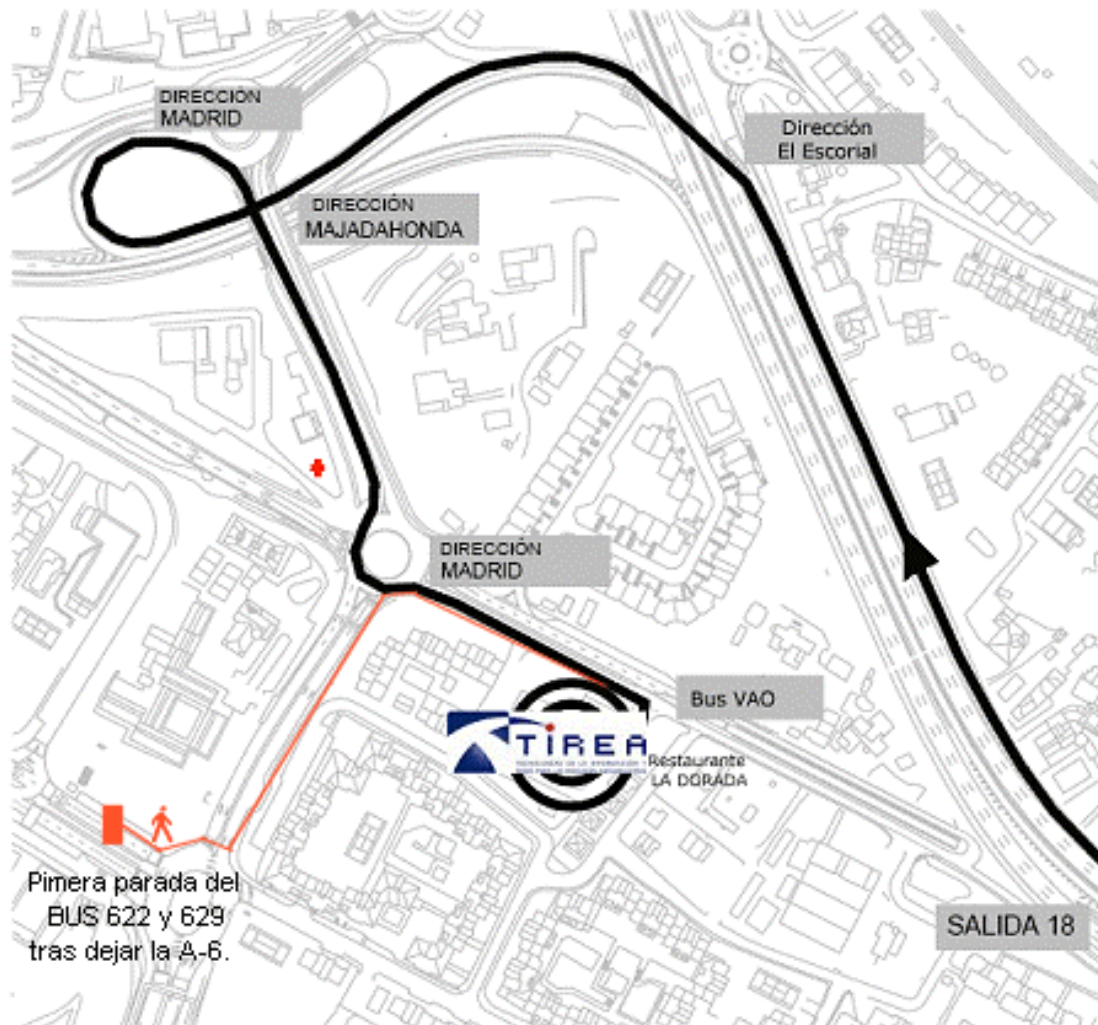 DIRECCIÓN
MADRID
Dirección
El Escorial
DIRECCIÓN
MAJADAHONDA
DIRECCIÓN
MADRID
Bus VAO
TIREA
Restaurante
LA DORADA
Pimera parada del
BUS 622 y 629
tras dejar la A-6.
SALIDA 18